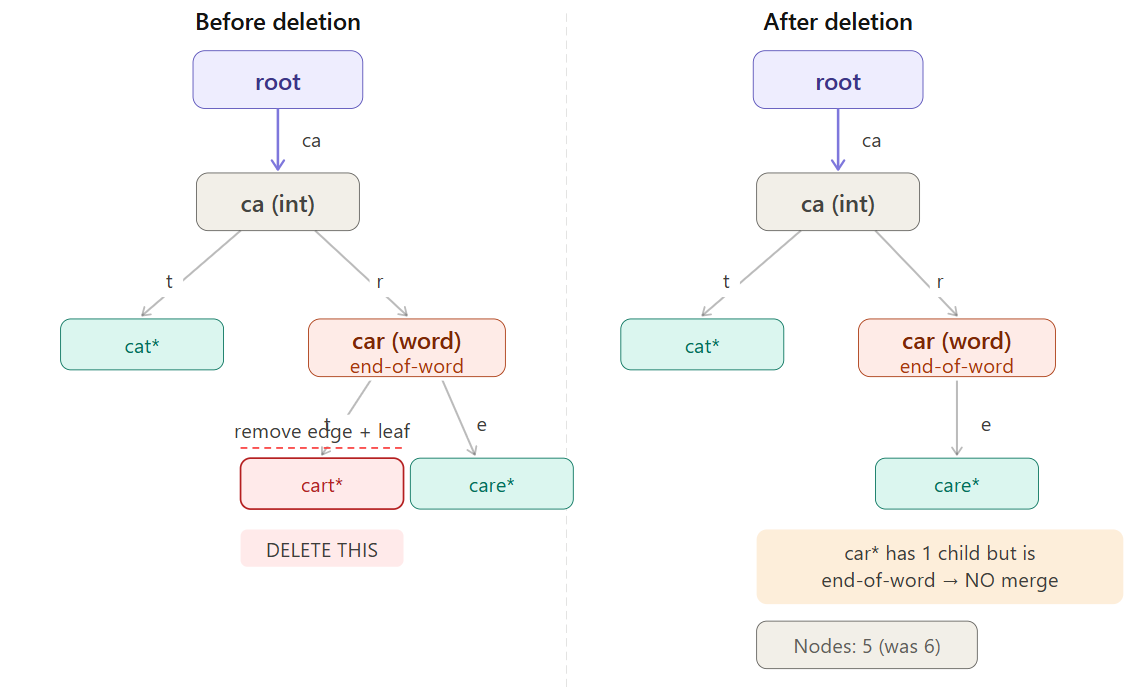 Before deletion
root
ca
ca (int)
t
r
cat*
car (word)
end-of-word
t
e
remove edge + leaf
cart*
care*
DELETE THIS
After deletion
root
ca
ca (int)
t
r
cat*
car (word)
end-of-word
e
care*
car* has 1 child but is
end-of-word → NO merge
Nodes: 5 (was 6)